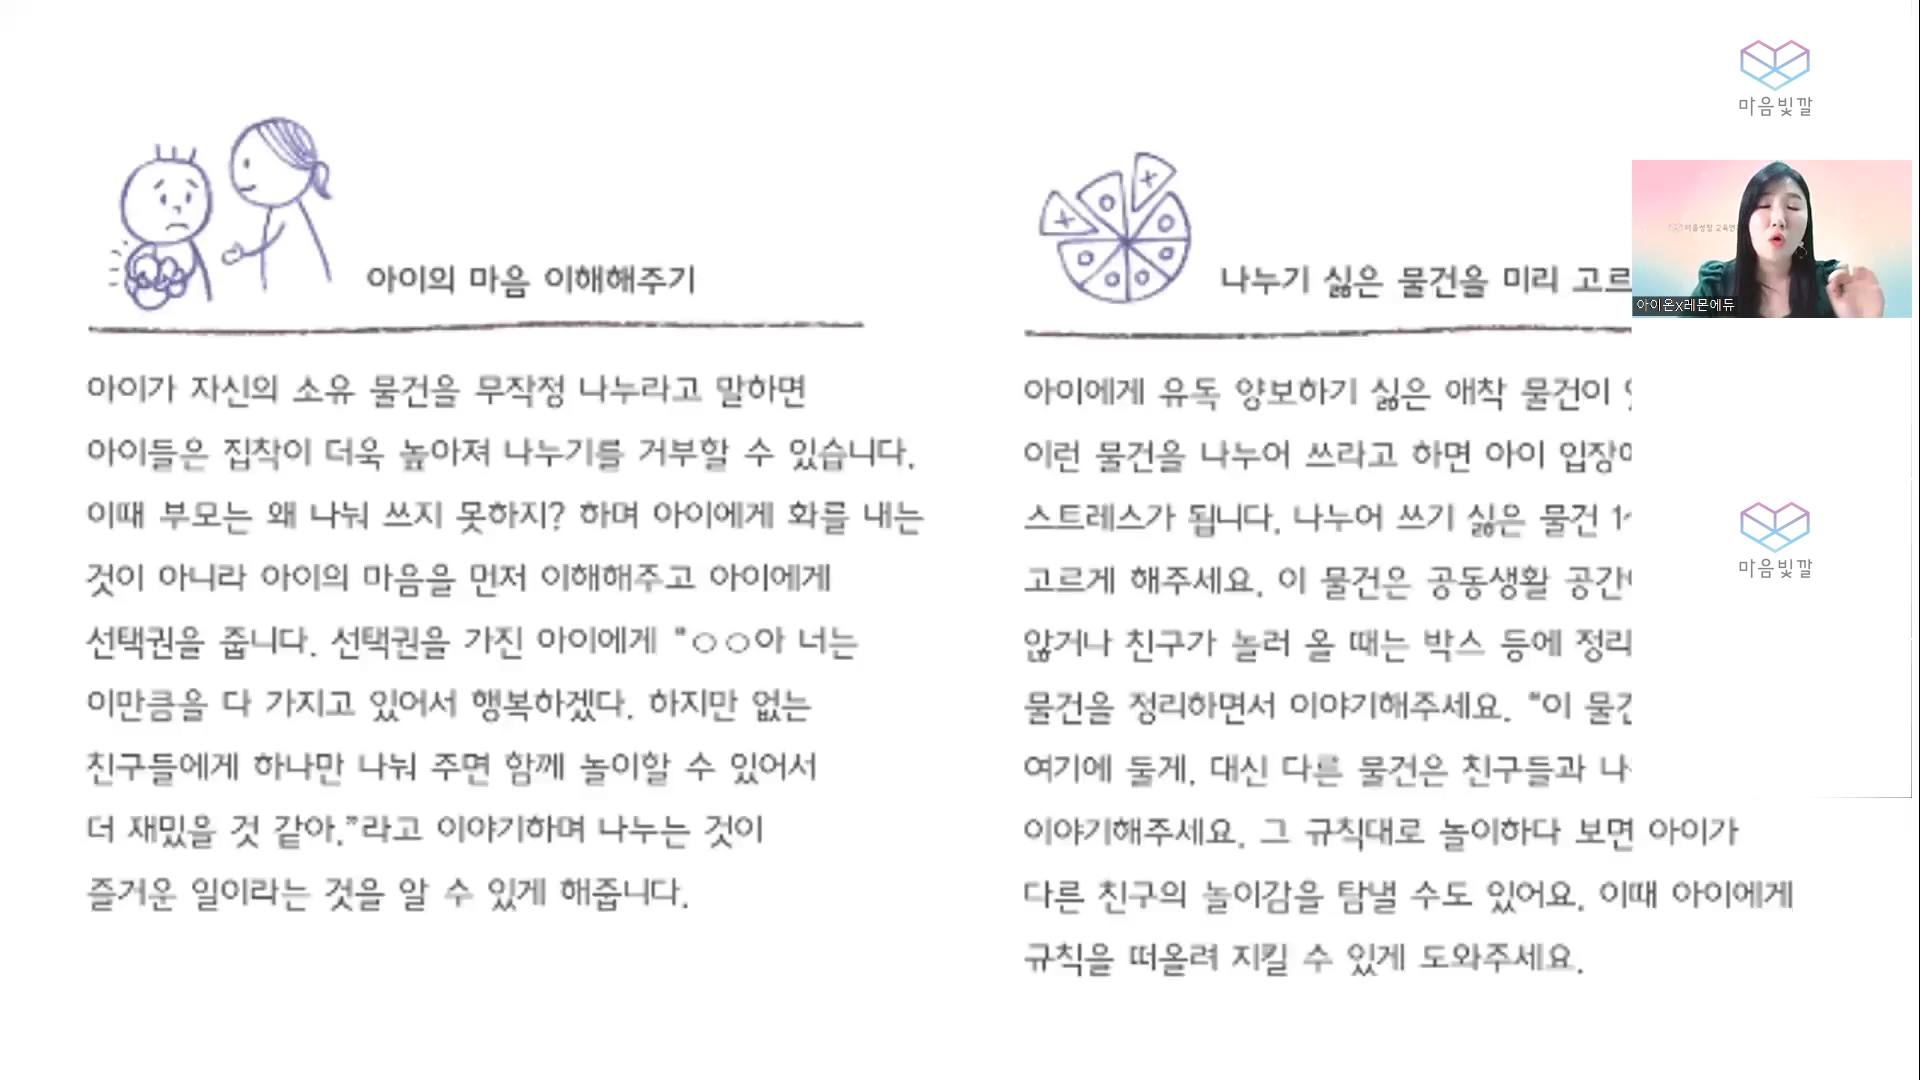 마음빛깔
아이의 마음 이해해주기
아이가 자신의 소유 물건을 무작정 나누라고 말하면
아이들은 집착이 더욱 높아져 나누기를 거부할 수 있습니다.
이때 부모는 왜 나눠 쓰지 못하지? 하며 아이에게 화를 내는
것이 아니라 아이의 마음을 먼저 이해해주고 아이에게
선택권을 줍니다. 선택권을 가진 아이에게 "○○아 너는
이만큼을 다 가지고 있어서 행복하겠다. 하지만 없는
친구들에게 하나만 나눠 주면 함께 놀이할 수 있어서
더 재밌을 것 같아."라고 이야기하며 나누는 것이
즐거운 일이라는 것을 알 수 있게 해줍니다.
나누기 싫은 물건을 미리
아이에게 유독 양보하기 싫은 애착 물건이
이런 물건을 나누어 쓰라고 하면 아이
스트레스가 됩니다. 나누어 쓰기 싫은 물건
고르게 해주세요. 이 물건은 공동생활
않거나 친구가 놀러 올 때는 박스 등에
물건을 정리하면서 이야기해주세요. "이
여기에 둘게. 대신 다른 물건은 친구들과
이야기해주세요. 그 규칙대로 놀이하다 보면 아이가
다른 친구의 놀이감을 탐낼 수도 있어요. 이때 아이에게
규칙을 떠올려 지킬 수 있게 도와주세요.
아이온x레몬에듀
마음빛깔